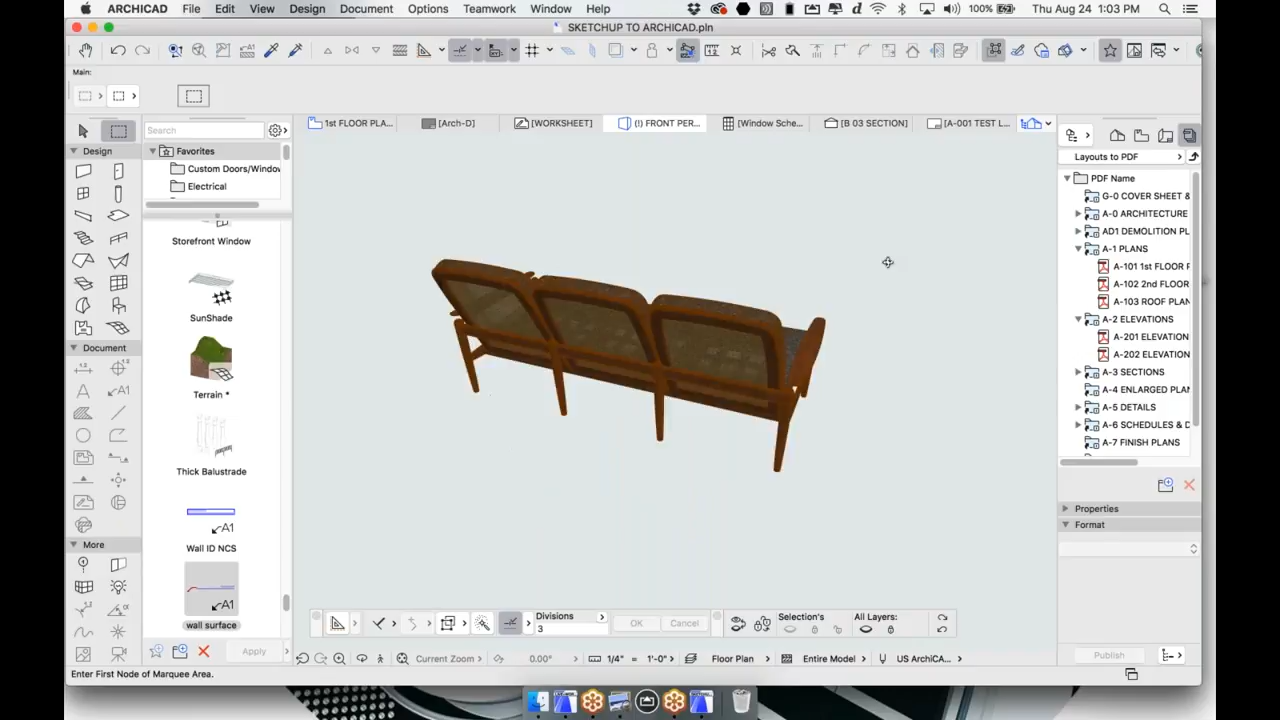 ARCHICAD File Edit View Design Document Options Teamwork Window Help 100% Thu Aug 24 1:03 PM
SKETCHUP TO ARCHICAD.pln
Main:
Search
1st FLOOR PLA...
[Arch-D]
[WORKSHEET]
(!) FRONT PER...
[Window Sche...
[B 03 SECTION]
[A-001 TEST L...
Design
Favorites
Custom Doors/Window
Electrical
Storefront Window
SunShade
Terrain *
Thick Balustrade
A1
Wall ID NCS
A1
wall surface
Document
A1
More
Apply
Layouts to PDF
PDF Name
G-0 COVER SHEET &
A-0 ARCHITECTURE
AD1 DEMOLITION PL
A-1 PLANS
A-101 1st FLOOR P
A-102 2nd FLOOR
A-103 ROOF PLAN
A-2 ELEVATIONS
A-201 ELEVATION
A-202 ELEVATION
A-3 SECTIONS
A-4 ENLARGED PLAN
A-5 DETAILS
A-6 SCHEDULES & D
A-7 FINISH PLANS
Properties
Format
Publish
Divisions
3
OK
Cancel
Selection's
All Layers:
Current Zoom
0.00°
1/4" = 1'-0"
Floor Plan
Entire Model
US ArchiCA...
Enter First Node of Marquee Area.